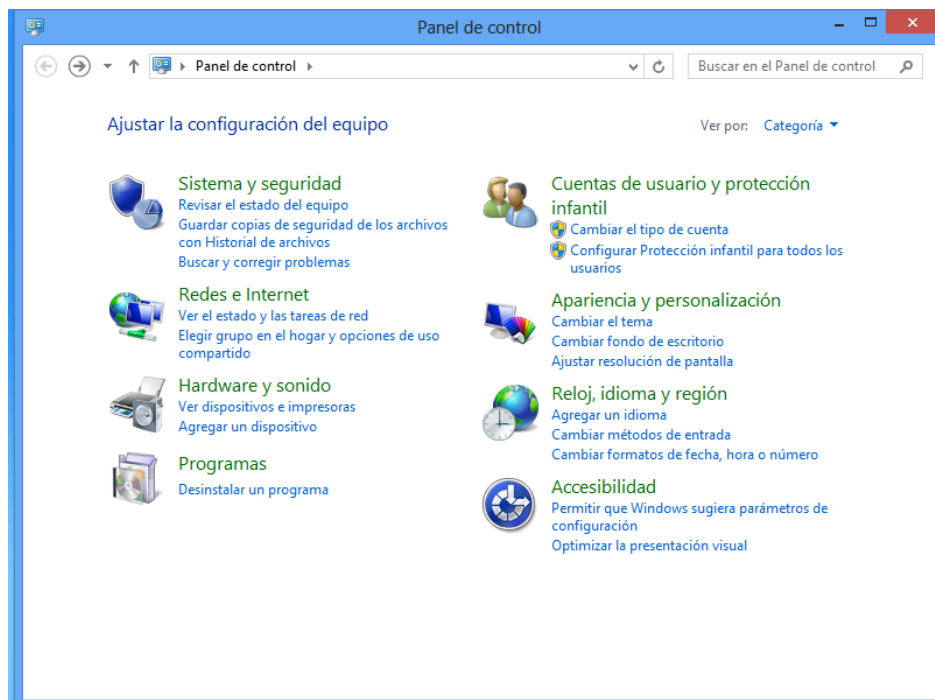 Panel de control
Panel de control
Buscar en el Panel de control
Ajustar la configuración del equipo
Ver por: Categoría
Sistema y seguridad
Revisar el estado del equipo
Guardar copias de seguridad de los archivos
con Historial de archivos
Buscar y corregir problemas
Redes e Internet
Ver el estado y las tareas de red
Elegir grupo en el hogar y opciones de uso
compartido
Hardware y sonido
Ver dispositivos e impresoras
Agregar un dispositivo
Programas
Desinstalar un programa
Cuentas de usuario y protección
infantil
Cambiar el tipo de cuenta
Configurar Protección infantil para todos los
usuarios
Apariencia y personalización
Cambiar el tema
Cambiar fondo de escritorio
Ajustar resolución de pantalla
Reloj, idioma y región
Agregar un idioma
Cambiar métodos de entrada
Cambiar formatos de fecha, hora o número
Accesibilidad
Permitir que Windows sugiera parámetros de
configuración
Optimizar la presentación visual